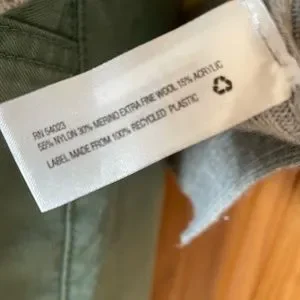 RN 54023
55% NYLON 30% MERINO EXTRA FINE WOOL 15% ACRYLIC
LABEL MADE FROM 100% RECYCLED PLASTIC